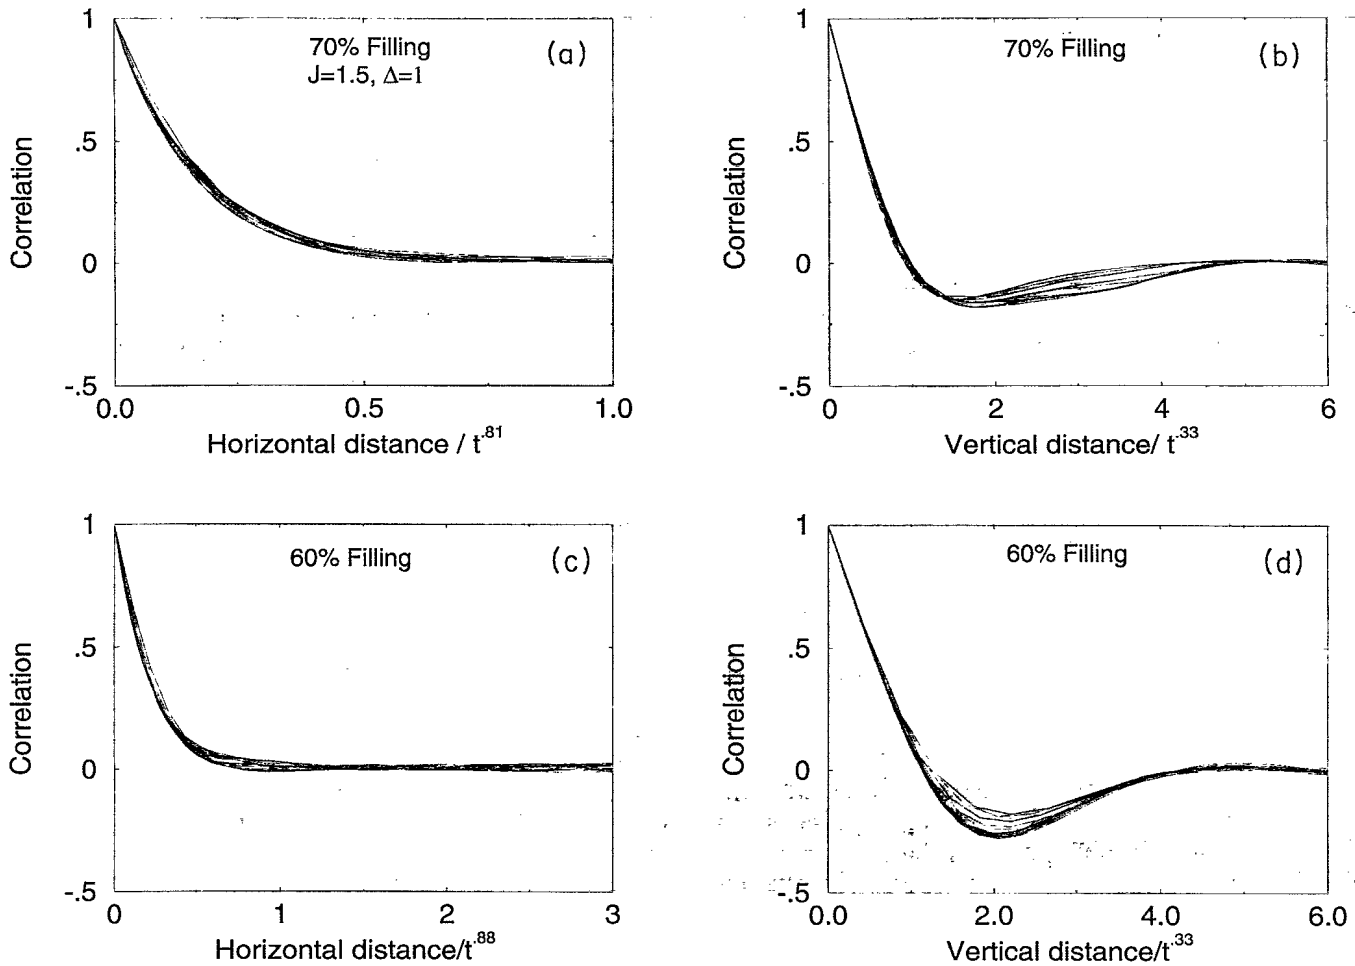 1
70% Filling
J=1.5, Δ=1
(a)
.5
0
-.5
0.0
0.5
1.0
Correlation
Horizontal distance / t^.81
1
70% Filling
(b)
.5
0
-.5
0
2
4
6
Correlation
Vertical distance/ t^.33
1
60% Filling
(c)
.5
0
-.5
0
1
2
3
Correlation
Horizontal distance/t^.88
1
60% Filling
(d)
.5
0
-.5
0.0
2.0
4.0
6.0
Correlation
Vertical distance/t^.33